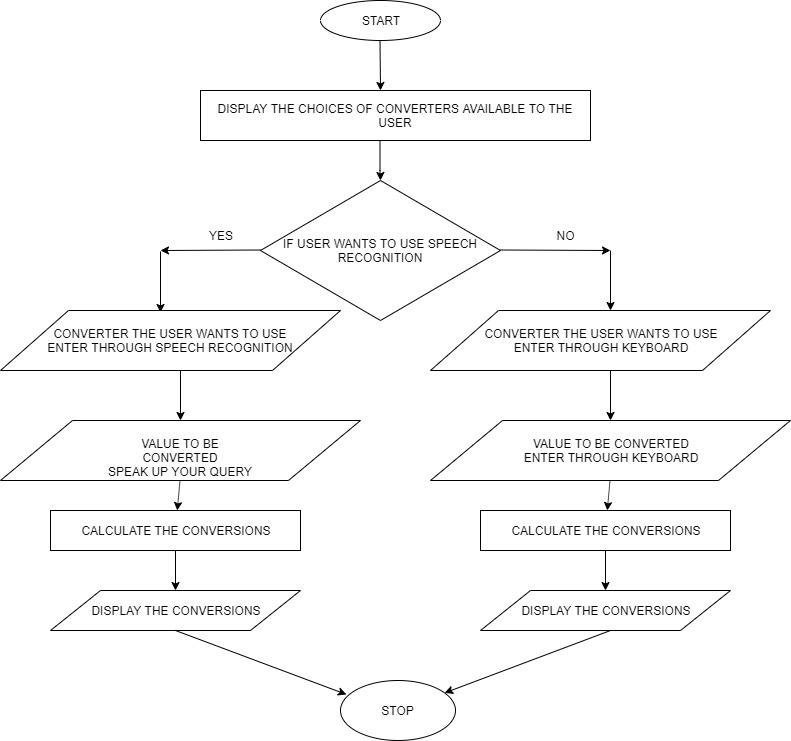 START
DISPLAY THE CHOICES OF CONVERTERS AVAILABLE TO THE
USER
IF USER WANTS TO USE SPEECH
RECOGNITION
YES
NO
CONVERTER THE USER WANTS TO USE
ENTER THROUGH SPEECH RECOGNITION
CONVERTER THE USER WANTS TO USE
ENTER THROUGH KEYBOARD
VALUE TO BE
CONVERTED
SPEAK UP YOUR QUERY
VALUE TO BE CONVERTED
ENTER THROUGH KEYBOARD
CALCULATE THE CONVERSIONS
CALCULATE THE CONVERSIONS
DISPLAY THE CONVERSIONS
DISPLAY THE CONVERSIONS
STOP